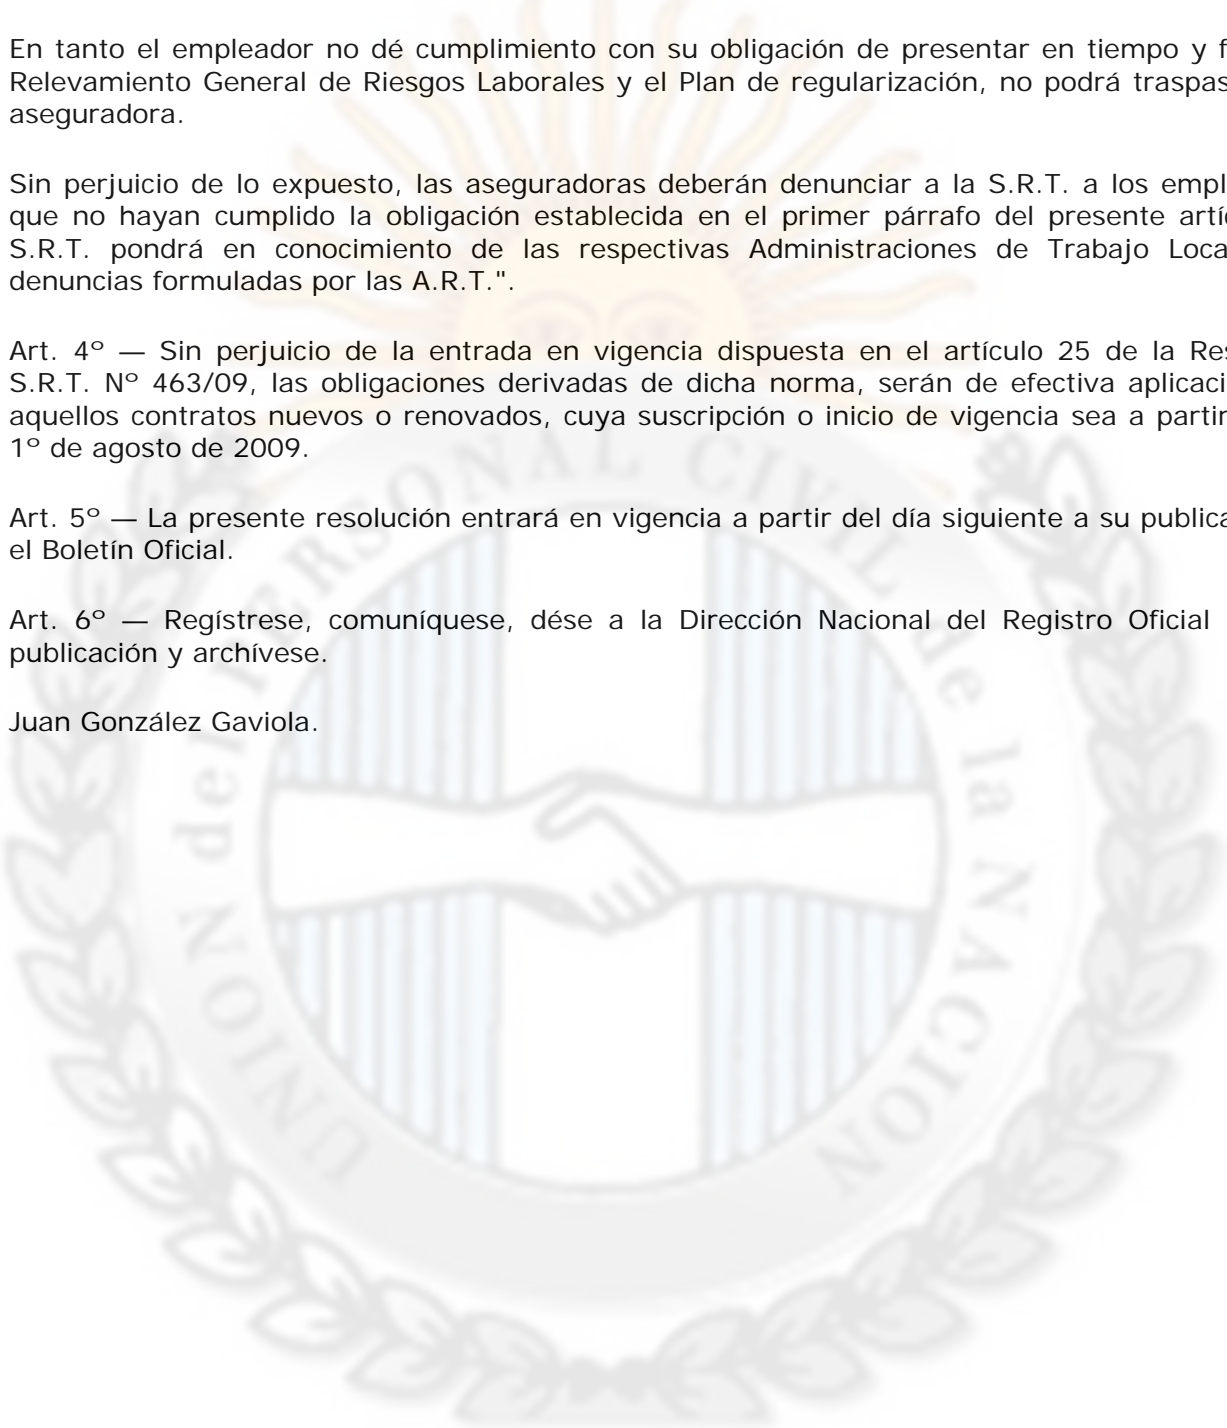 En tanto el empleador no dé cumplimiento con su obligación de presentar en tiempo y
Relevamiento General de Riesgos Laborales y el Plan de regularización, no podrá
aseguradora.
Sin perjuicio de lo expuesto, las aseguradoras deberán denunciar a la S.R.T. a los
que no hayan cumplido la obligación establecida en el primer párrafo del presente
S.R.T. pondrá en conocimiento de las respectivas Administraciones de Trabajo
denuncias formuladas por las A.R.T.".
Art. 4º — Sin perjuicio de la entrada en vigencia dispuesta en el artículo 25 de la
S.R.T. Nº 463/09, las obligaciones derivadas de dicha norma, serán de efectiva
aquellos contratos nuevos o renovados, cuya suscripción o inicio de vigencia sea a partir
1º de agosto de 2009.
Art. 5º — La presente resolución entrará en vigencia a partir del día siguiente a su
el Boletín Oficial.
Art. 6º — Regístrese, comuníquese, dése a la Dirección Nacional del Registro Oficial
publicación y archívese.
Juan González Gaviola.
UNION del PERSONAL CIVIL de la NACION